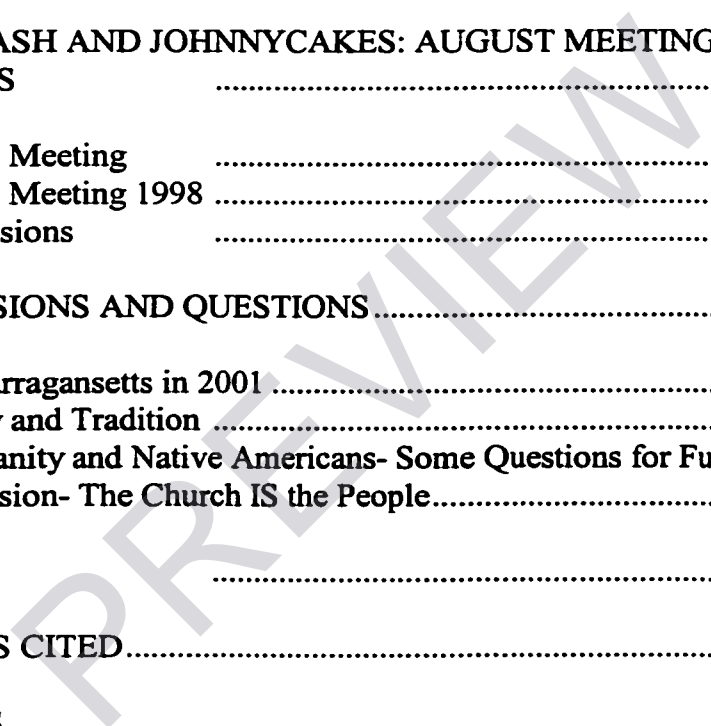 ASH AND JOHNNYCAKES: AUGUST MEETING
S ........................................................
Meeting ........................................................
Meeting 1998 ........................................................
sions ........................................................
SIONS AND QUESTIONS ........................................................
rragansetts in 2001 ........................................................
and Tradition ........................................................
anity and Native Americans- Some Questions for Fu
sion- The Church IS the People ........................................................
........................................................
S CITED ........................................................
PREVIEW